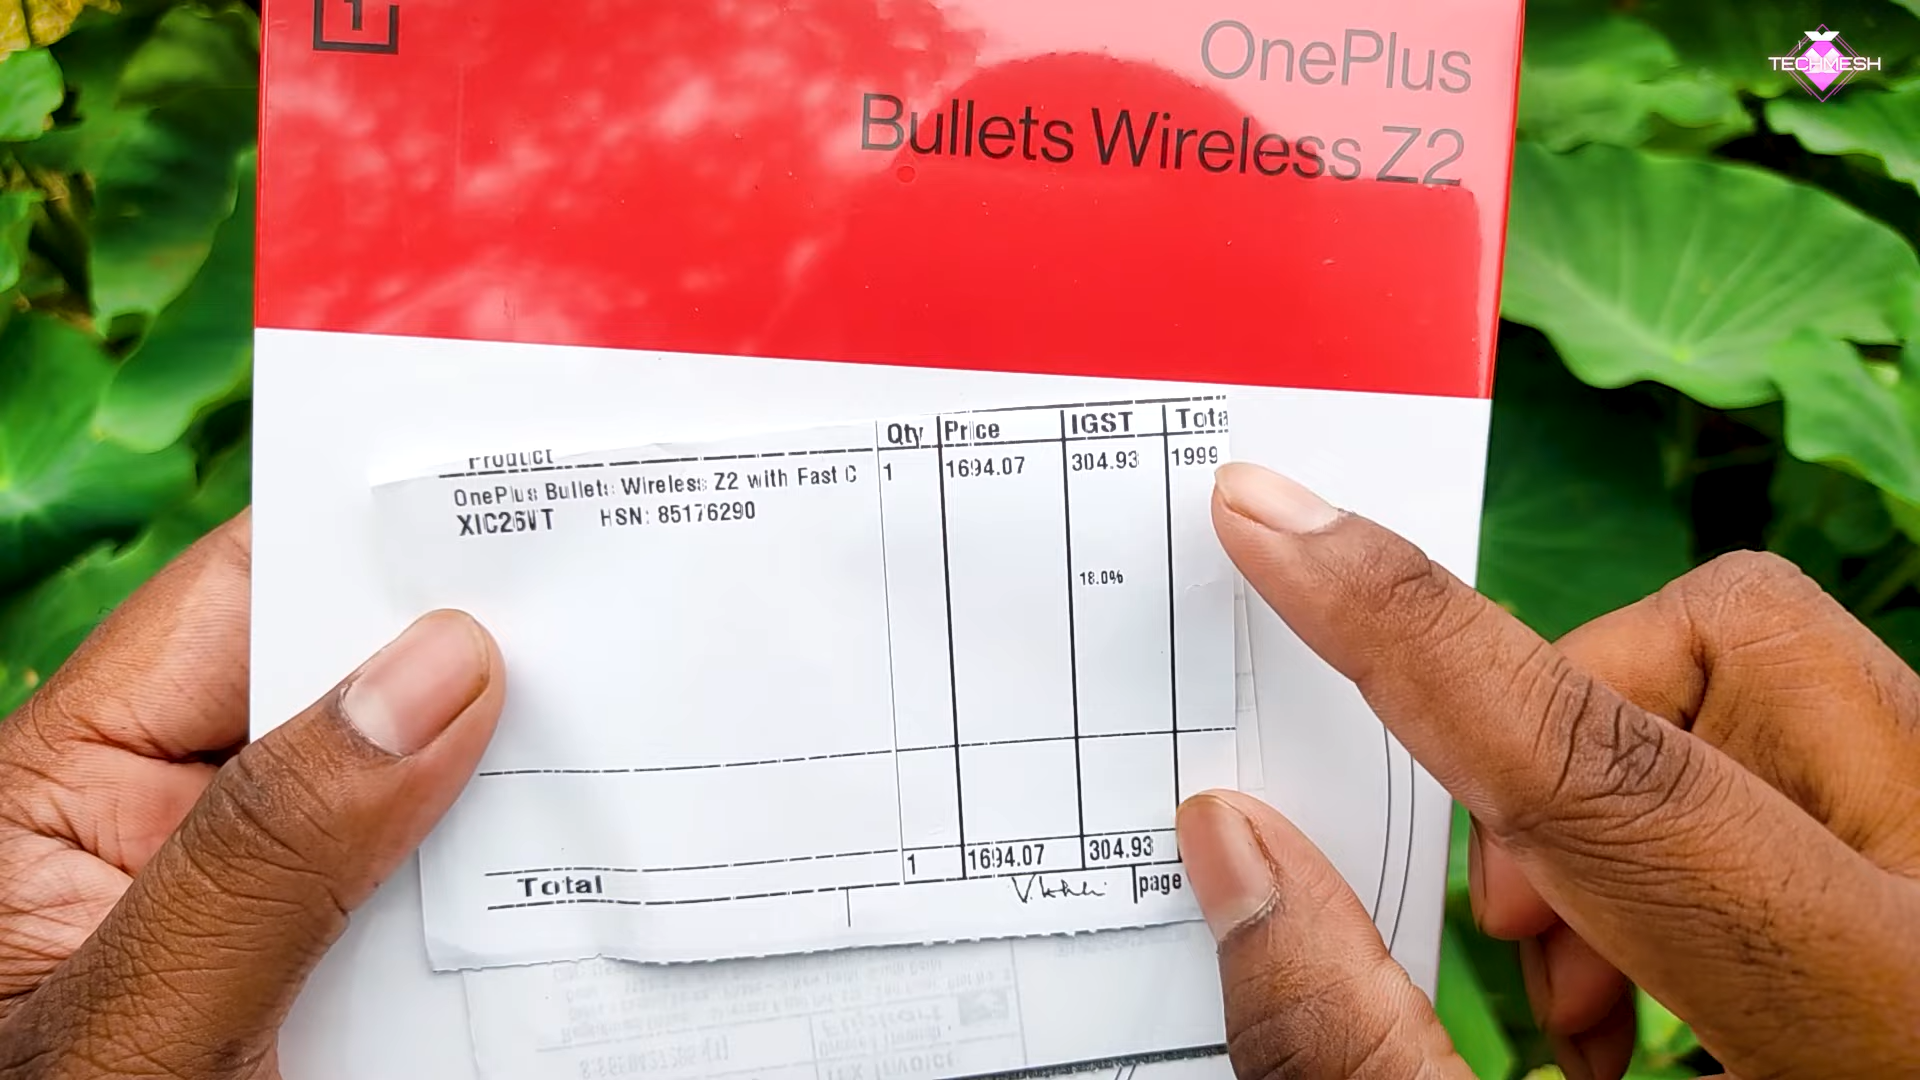 1
OnePlus
Bullets Wireless Z2
TECHMESH
Product Qty Price IGST Tota
OnePlus Bullets Wireless Z2 with Fast C 1 1694.07 304.93 1999
XIC26VT HSN: 85176290
18.0%
Total 1 1694.07 304.93
page